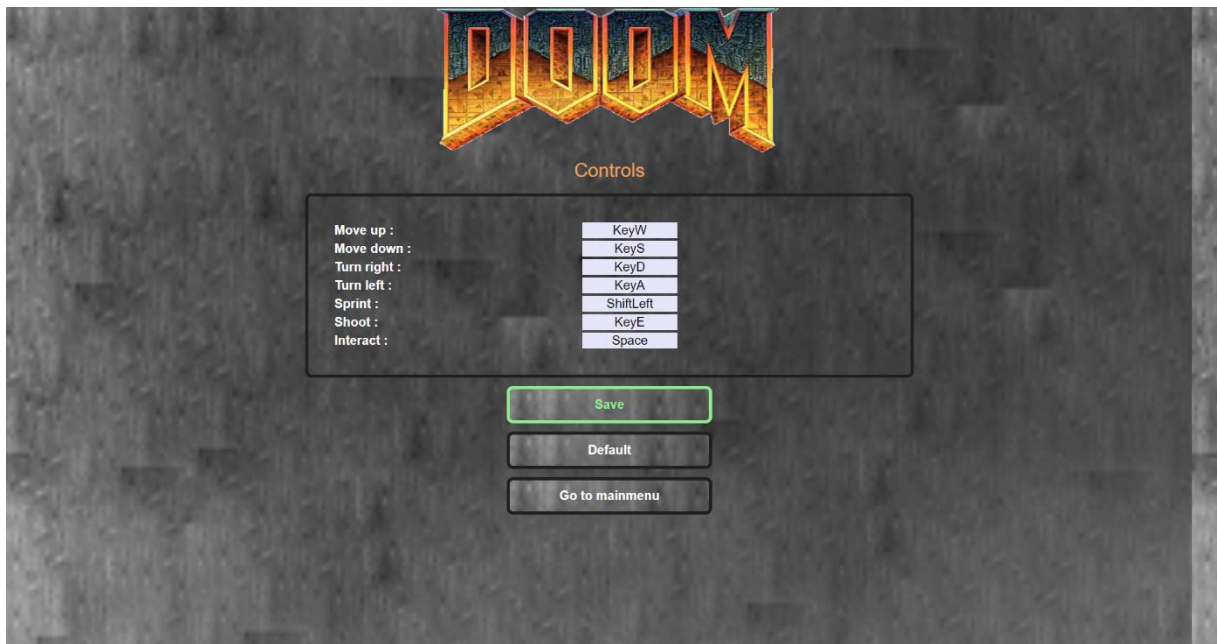 DOOM
Controls
Move up : KeyW
Move down : KeyS
Turn right : KeyD
Turn left : KeyA
Sprint : ShiftLeft
Shoot : KeyE
Interact : Space
Save
Default
Go to mainmenu